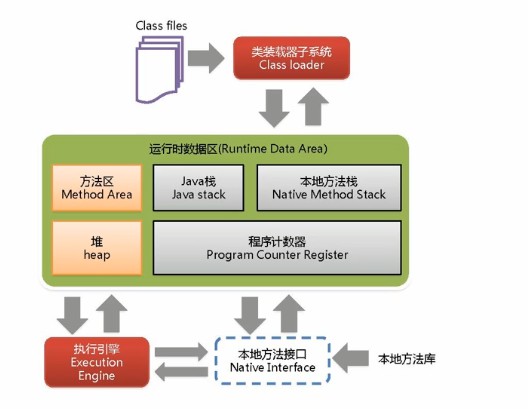 Class files
类装载器子系统
Class loader
运行时数据区(Runtime Data Area)
方法区
Method Area
Java栈
Java stack
本地方法栈
Native Method Stack
堆
heap
程序计数器
Program Counter Register
执行引擎
Execution
Engine
本地方法接口
Native Interface
本地方法库